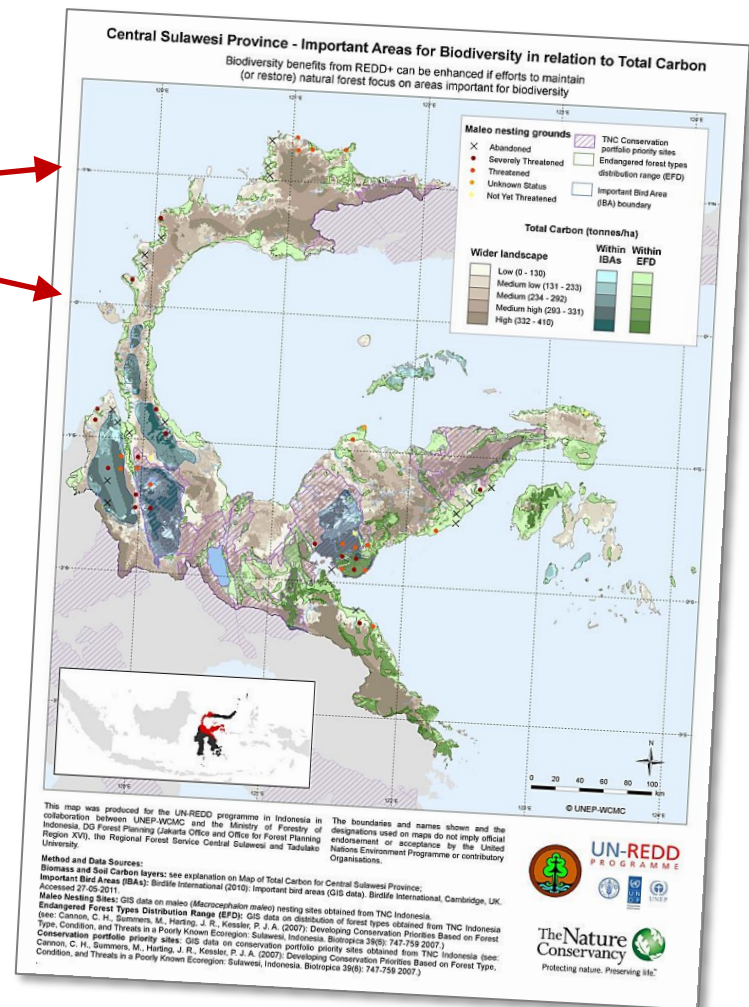 Central Sulawesi Province - Important Areas for Biodiversity in relation to Total Carbon
Biodiversity benefits from REDD+ can be enhanced if efforts to maintain
(or restore) natural forest focus on areas important for biodiversity
120°E
121°E
122°E
123°E
Maleo nesting grounds
Abandoned
Severely Threatened
Threatened
Unknown Status
Not Yet Threatened
TNC Conservation
portfolio priority sites
Endangered forest types
distribution range (EFD)
Important Bird Area
(IBA) boundary
Total Carbon (tonnes/ha)
Wider landscape
Within
IBAs
Within
EFD
Low (0 - 130)
Medium low (131 - 233)
Medium (234 - 292)
Medium high (293 - 331)
High (332 - 410)
N
0 20 40 60 80 100
km
© UNEP-WCMC
This map was produced for the UN-REDD programme in Indonesia in
collaboration between UNEP-WCMC and the Ministry of Forestry of
Indonesia, DG Forest Planning (Jakarta Office and Office for Forest Planning
Region XVI), the Regional Forest Service Central Sulawesi and Tadulako
University.
The boundaries and names shown and the
designations used on maps do not imply official
endorsement or acceptance by the United
Nations Environment Programme or contributory
Organisations.
Method and Data Sources:
Biomass and Soil Carbon layers: see explanation on Map of Total Carbon for Central Sulawesi Province;
Important Bird Areas (IBAs): Birdlife International (2010): Important bird areas (GIS data). Birdlife International, Cambridge, UK.
Accessed 27-05-2011.
Maleo Nesting Sites: GIS data on maleo (Macrocephalon maleo) nesting sites obtained from TNC Indonesia.
Endangered Forest Types Distribution Range (EFD): GIS data on distribution of forest types obtained from TNC Indonesia
(see: Cannon, C. H., Summers, M., Harting, J. R., Kessler, P. J. A. (2007): Developing Conservation Priorities Based on Forest
Type, Condition, and Threats in a Poorly Known Ecoregion: Sulawesi, Indonesia. Biotropica 39(6): 747-759 2007.)
Conservation portfolio priority sites: GIS data on conservation portfolio priority sites obtained from TNC Indonesia (see:
Cannon, C. H., Summers, M., Harting, J. R., Kessler, P. J. A. (2007): Developing Conservation Priorities Based on Forest Type,
Condition, and Threats in a Poorly Known Ecoregion: Sulawesi, Indonesia. Biotropica 39(6): 747-759 2007.)
UN-REDD
PROGRAMME
UNEP
The Nature
Conservancy
Protecting nature. Preserving life.™